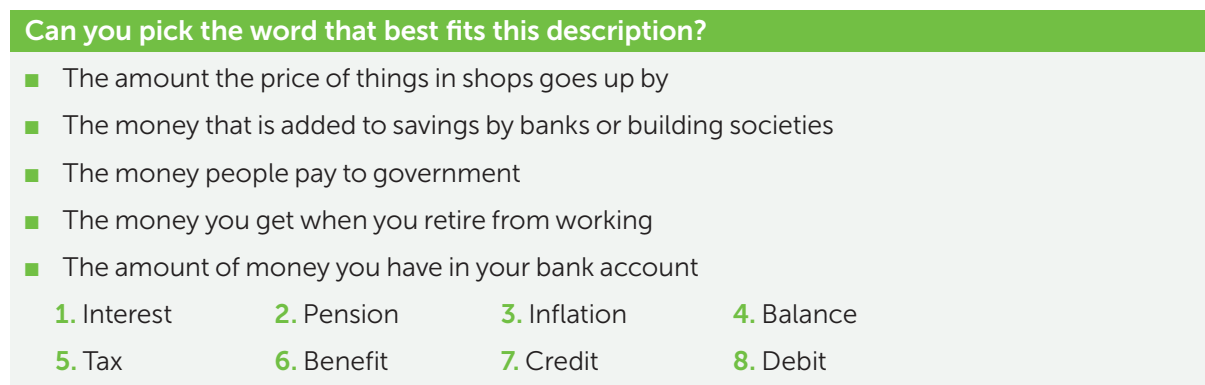 Can you pick the word that best fits this description?
■ The amount the price of things in shops goes up by
■ The money that is added to savings by banks or building societies
■ The money people pay to government
■ The money you get when you retire from working
■ The amount of money you have in your bank account
1. Interest 2. Pension 3. Inflation 4. Balance
5. Tax 6. Benefit 7. Credit 8. Debit